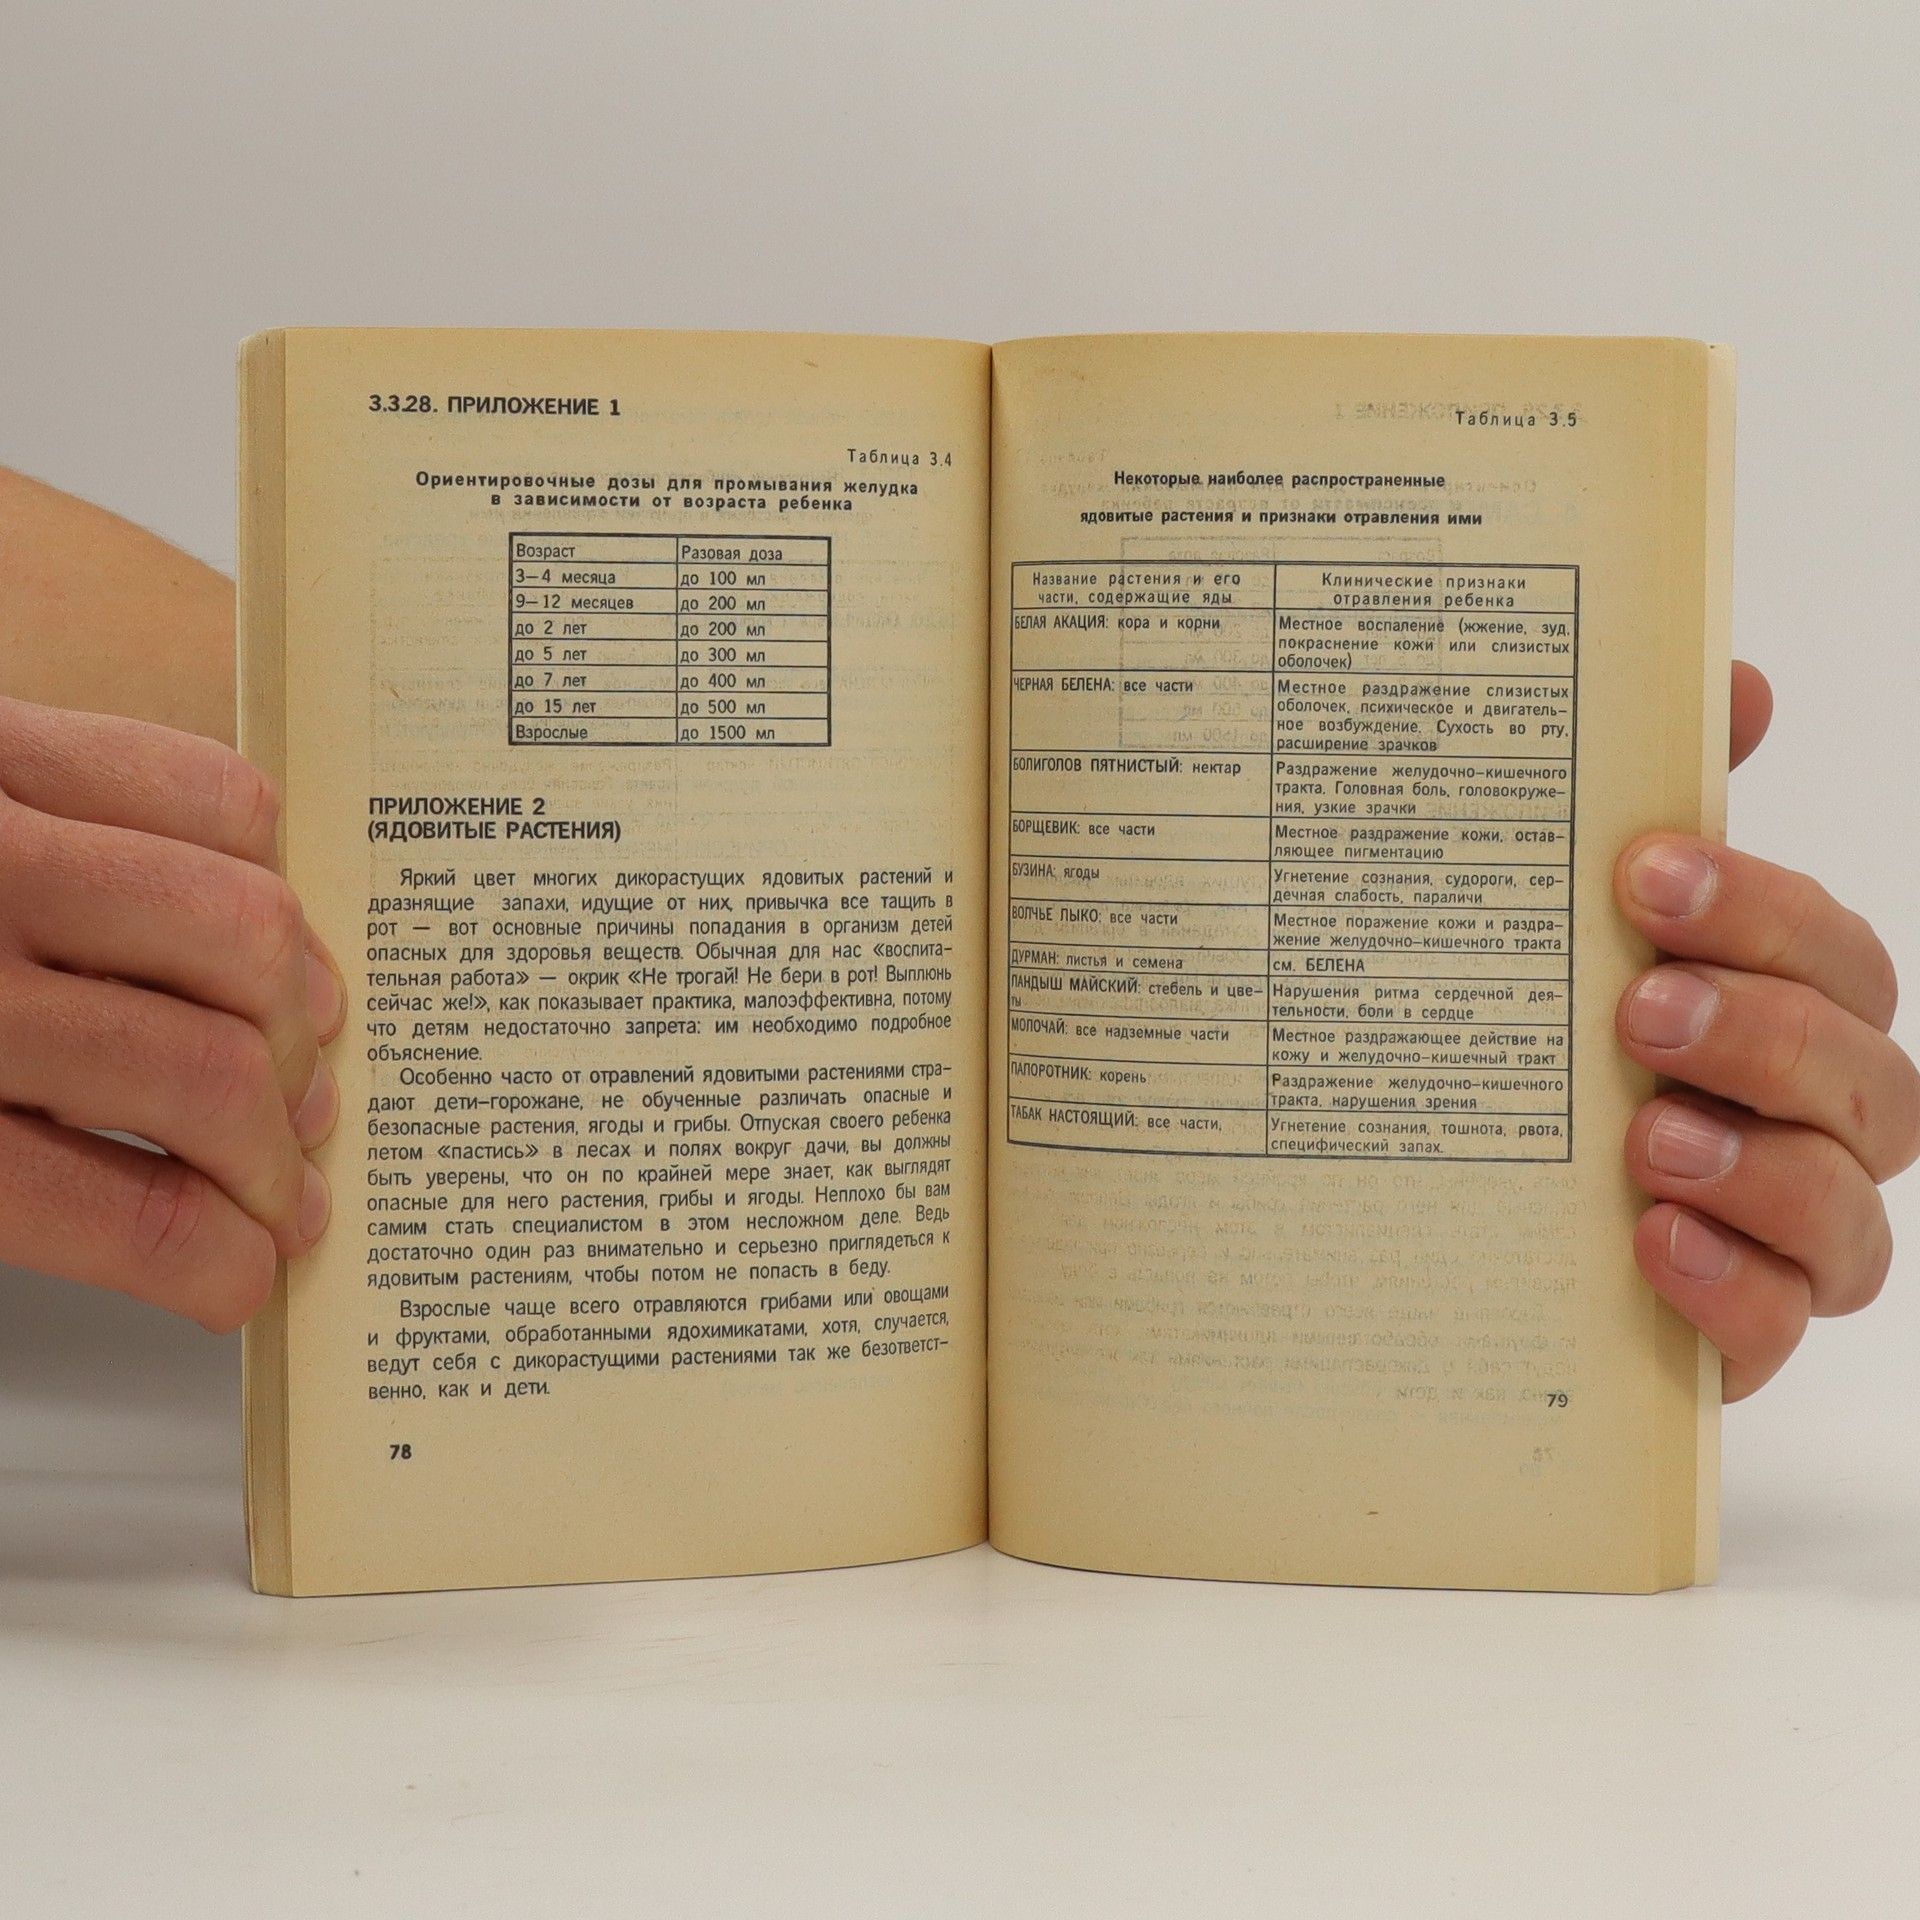 3.3.28. ПРИЛОЖЕНИЕ 1
Таблица 3.4
Ориентировочные дозы для промывания желудка
в зависимости от возраста ребенка
Возраст Разовая доза
3—4 месяца до 100 мл
9—12 месяцев до 200 мл
до 2 лет до 200 мл
до 5 лет до 300 мл
до 7 лет до 400 мл
до 15 лет до 500 мл
Взрослые до 1500 мл
ПРИЛОЖЕНИЕ 2
(ЯДОВИТЫЕ РАСТЕНИЯ)
Яркий цвет многих дикорастущих ядовитых растений и
дразнящие запахи, идущие от них, привычка все тащить в
рот — вот основные причины попадания в организм детей
опасных для здоровья веществ. Обычная для нас «воспита–
тельная работа» — окрик «Не трогай! Не бери в рот! Выплюнь
сейчас же!», как показывает практика, малоэффективна, потому
что детям недостаточно запрета: им необходимо подробное
объяснение.
Особенно часто от отравлений ядовитыми растениями стра–
дают дети–горожане, не обученные различать опасные и
безопасные растения, ягоды и грибы. Отпуская своего ребенка
летом «пастись» в лесах и полях вокруг дачи, вы должны
быть уверены, что он по крайней мере знает, как выглядят
опасные для него растения, грибы и ягоды. Неплохо бы вам
самим стать специалистом в этом несложном деле. Ведь
достаточно один раз внимательно и серьезно приглядеться к
ядовитым растениям, чтобы потом не попасть в беду.
Взрослые чаще всего отравляются грибами или овощами
и фруктами, обработанными ядохимикатами, хотя, случается,
ведут себя с дикорастущими растениями так же безответст–
венно, как и дети.
78
Таблица 3.5
Некоторые наиболее распространенные
ядовитые растения и признаки отравления ими
Название растения и его Клинические признаки
части, содержащие яды отравления ребенка
БЕЛАЯ АКАЦИЯ: кора и корни Местное воспаление (жжение, зуд,
покраснение кожи или слизистых
оболочек)
ЧЕРНАЯ БЕЛЕНА: все части Местное раздражение слизистых
оболочек, психическое и двигатель–
ное возбуждение. Сухость во рту,
расширение зрачков
БОЛИГОЛОВ ПЯТНИСТЫЙ: нектар Раздражение желудочно–кишечного
тракта. Головная боль, головокруже–
ния, узкие зрачки
БОРЩЕВИК: все части Местное раздражение кожи, остав–
ляющее пигментацию
БУЗИНА: ягоды Угнетение сознания, судороги, сер–
дечная слабость, параличи
ВОЛЧЬЕ ЛЫКО: все части Местное поражение кожи и раздра–
жение желудочно–кишечного тракта
ДУРМАН: листья и семена см. БЕЛЕНА
ЛАНДЫШ МАЙСКИЙ: стебель и цве– Нарушения ритма сердечной дея–
ты тельности, боли в сердце
МОЛОЧАЙ: все надземные части Местное раздражающее действие на
кожу и желудочно–кишечный тракт
ПАПОРОТНИК: корень Раздражение желудочно–кишечного
тракта, нарушения зрения
ТАБАК НАСТОЯЩИЙ: все части, Угнетение сознания, тошнота, рвота,
специфический запах.
79